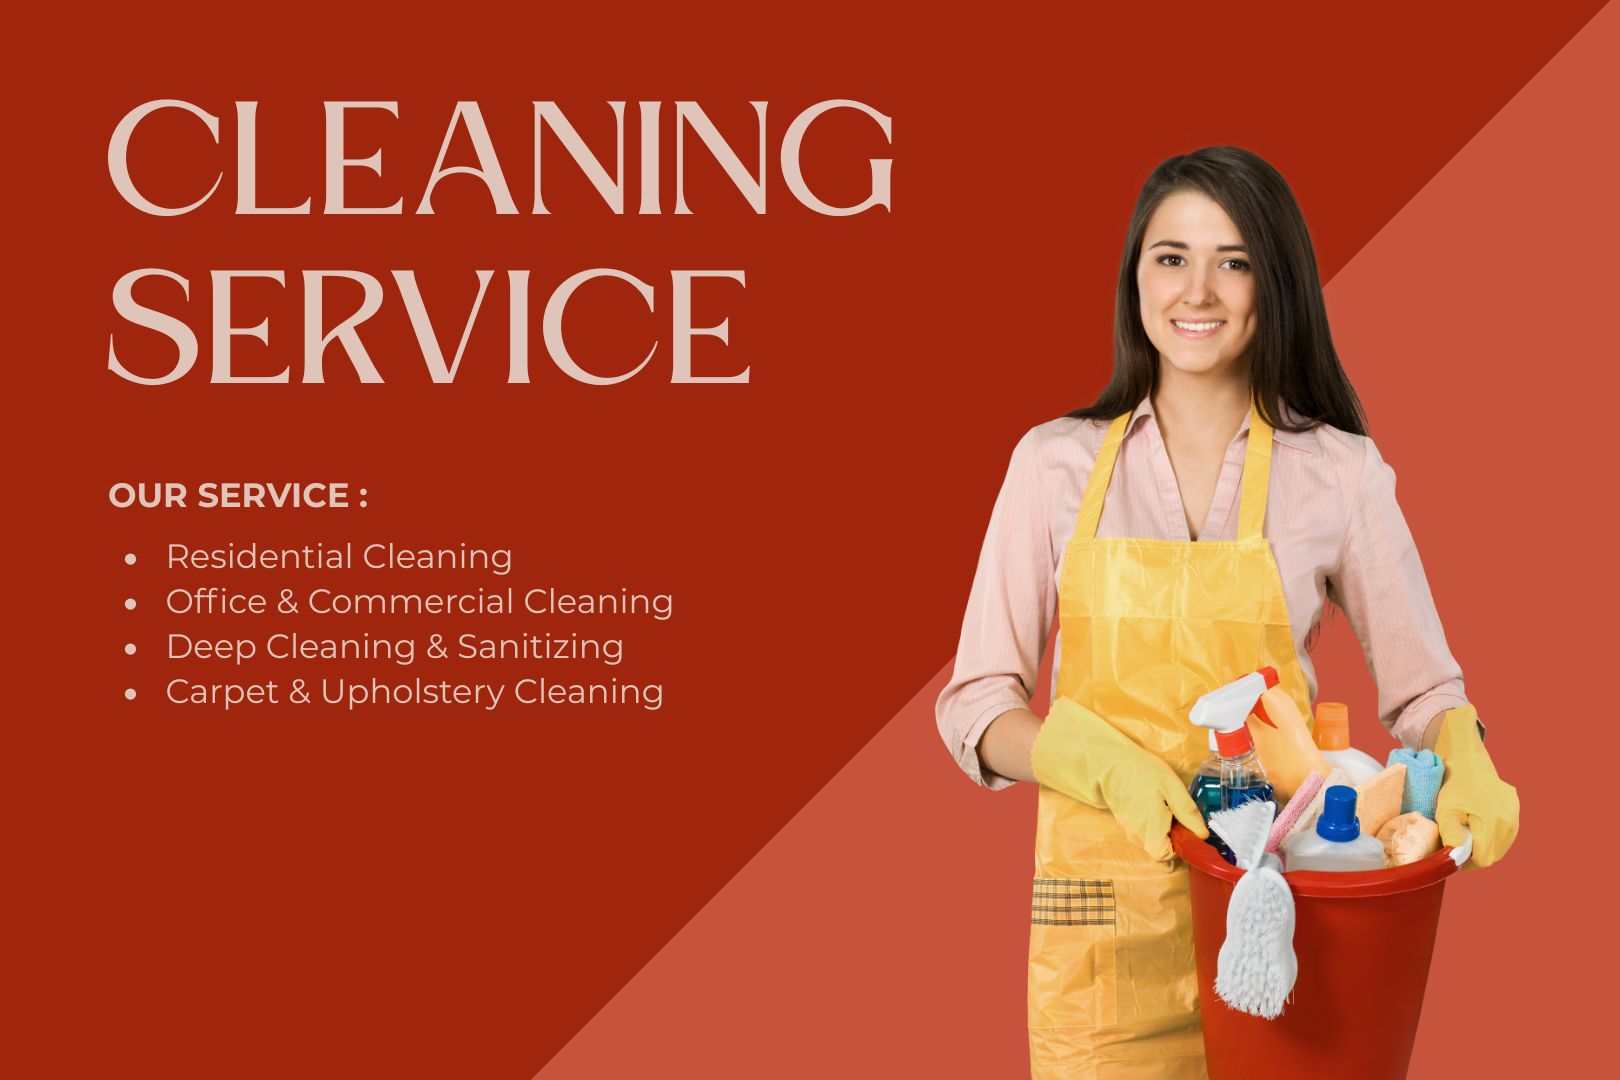 CLEANING
SERVICE
OUR SERVICE :
• Residential Cleaning
• Office & Commercial Cleaning
• Deep Cleaning & Sanitizing
• Carpet & Upholstery Cleaning